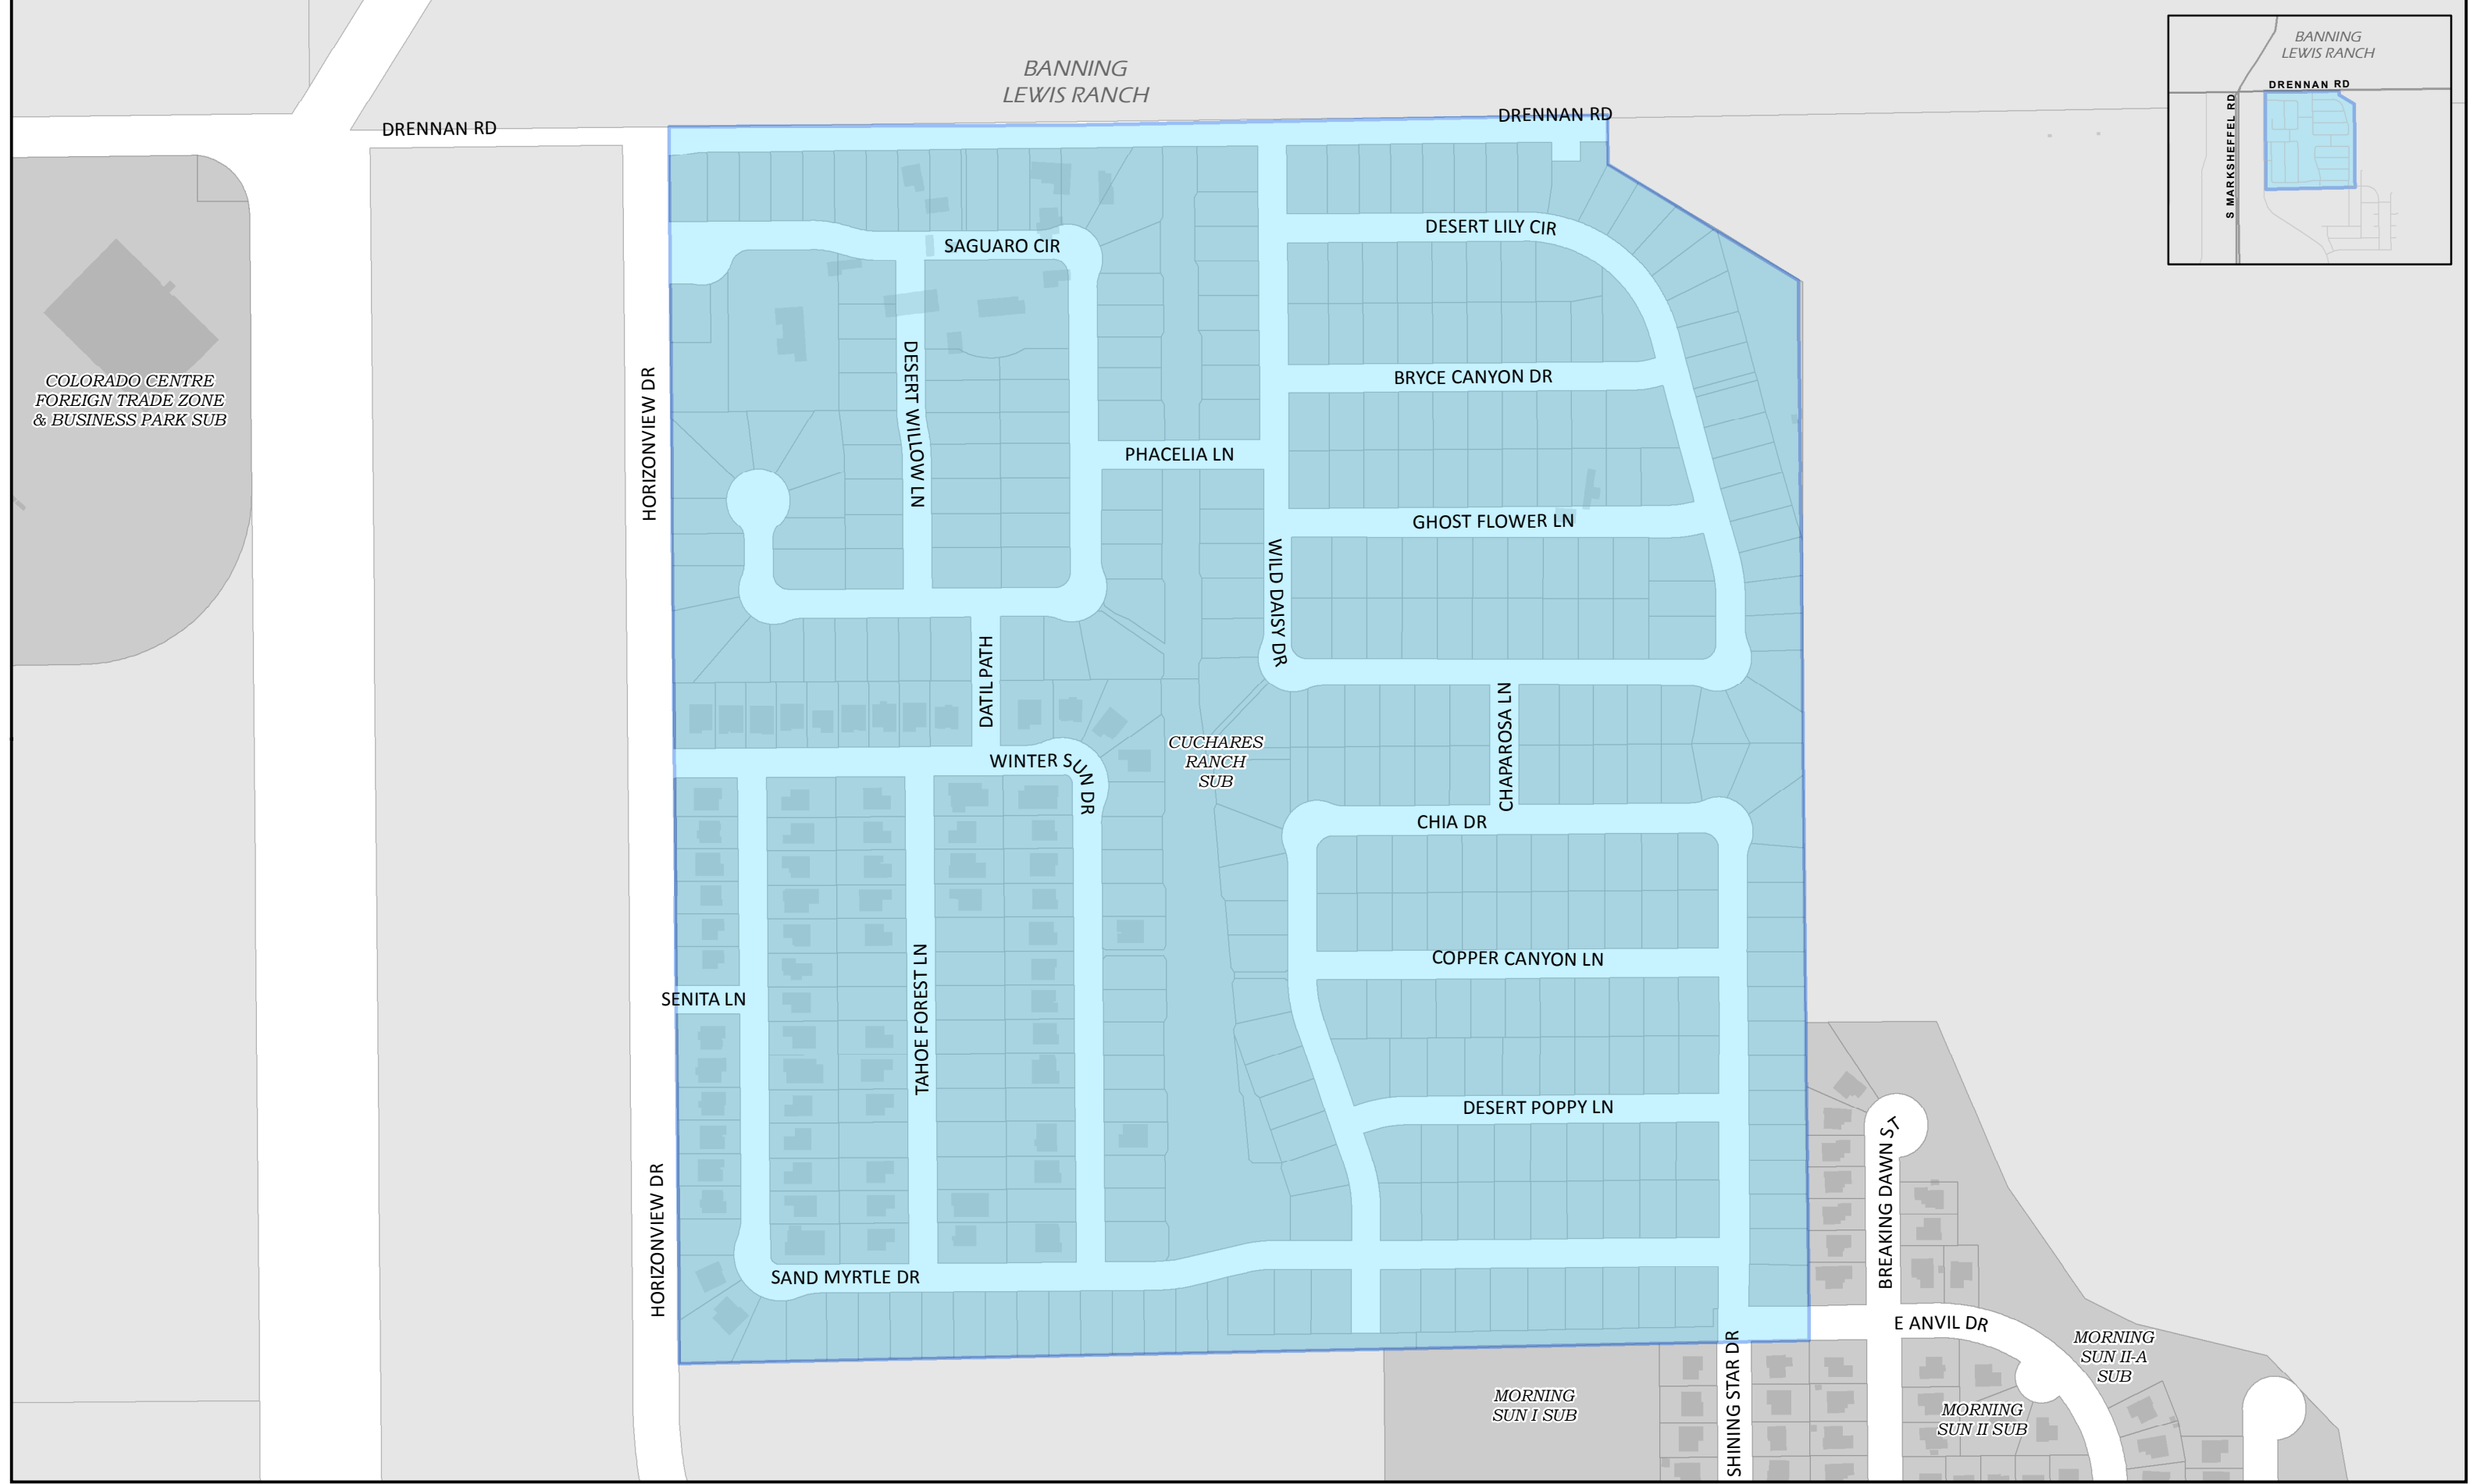 BANNING
LEWIS RANCH
DRENNAN RD
DRENNAN RD
BANNING
LEWIS RANCH
DRENNAN RD
S MARKSHEFFEL RD
DESERT LILY CIR
SAGUARO CIR
COLORADO CENTRE
FOREIGN TRADE ZONE
& BUSINESS PARK SUB
HORIZONVIEW DR
DESERT WILLOW LN
BRYCE CANYON DR
PHACELIA LN
GHOST FLOWER LN
WILD DAISY DR
DATIL PATH
CHAPAROSA LN
CUCHARES
RANCH
SUB
WINTER SUN DR
CHIA DR
COPPER CANYON LN
SENITA LN
TAHOE FOREST LN
DESERT POPPY LN
BREAKING DAWN ST
HORIZONVIEW DR
SAND MYRTLE DR
E ANVIL DR
SHINING STAR DR
MORNING
SUN II-A
SUB
MORNING
SUN I SUB
MORNING
SUN II SUB